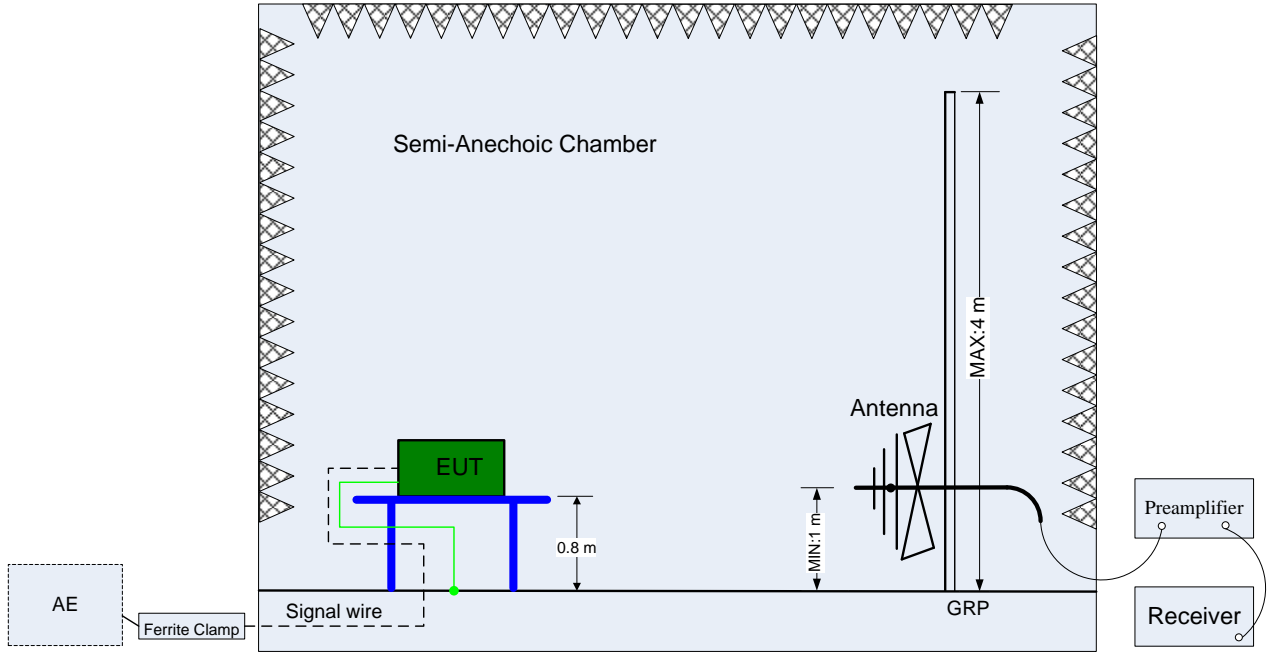 Semi-Anechoic Chamber
MAX:4 m
Antenna
EUT
MIN:1 m
0.8 m
Preamplifier
AE
Ferrite Clamp
Signal wire
GRP
Receiver